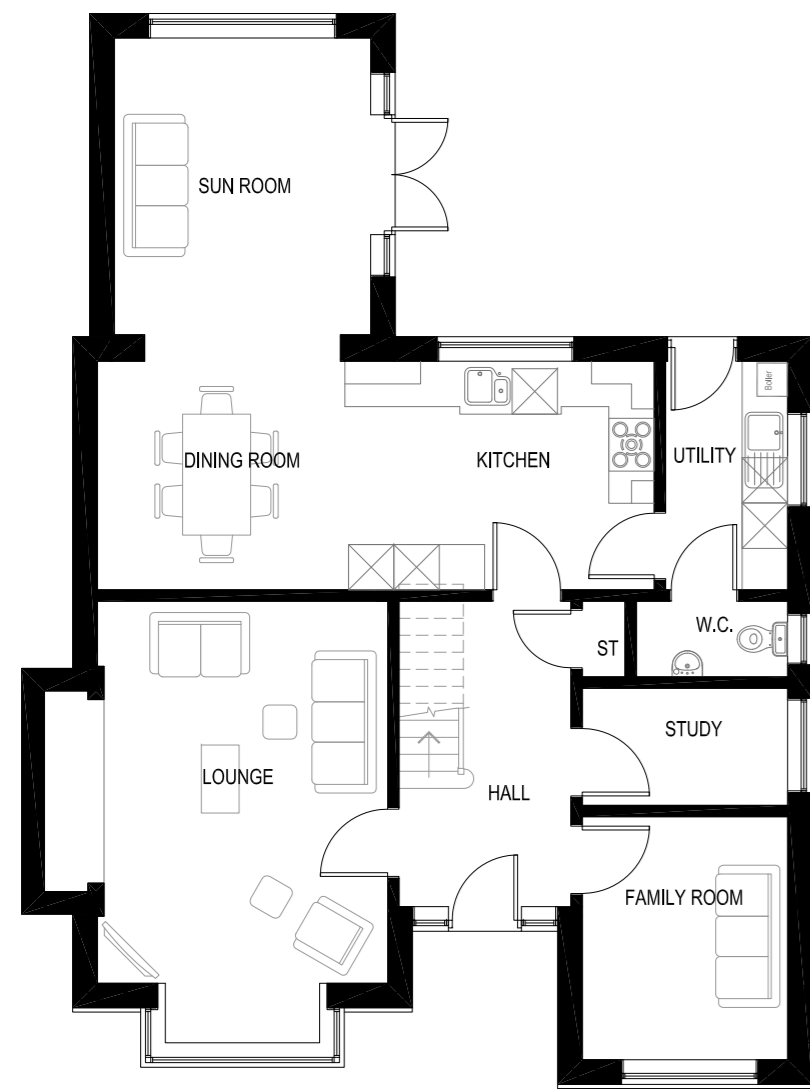 SUN ROOM
Boiler
DINING ROOM
KITCHEN
UTILITY
W.C.
ST
STUDY
LOUNGE
HALL
FAMILY ROOM